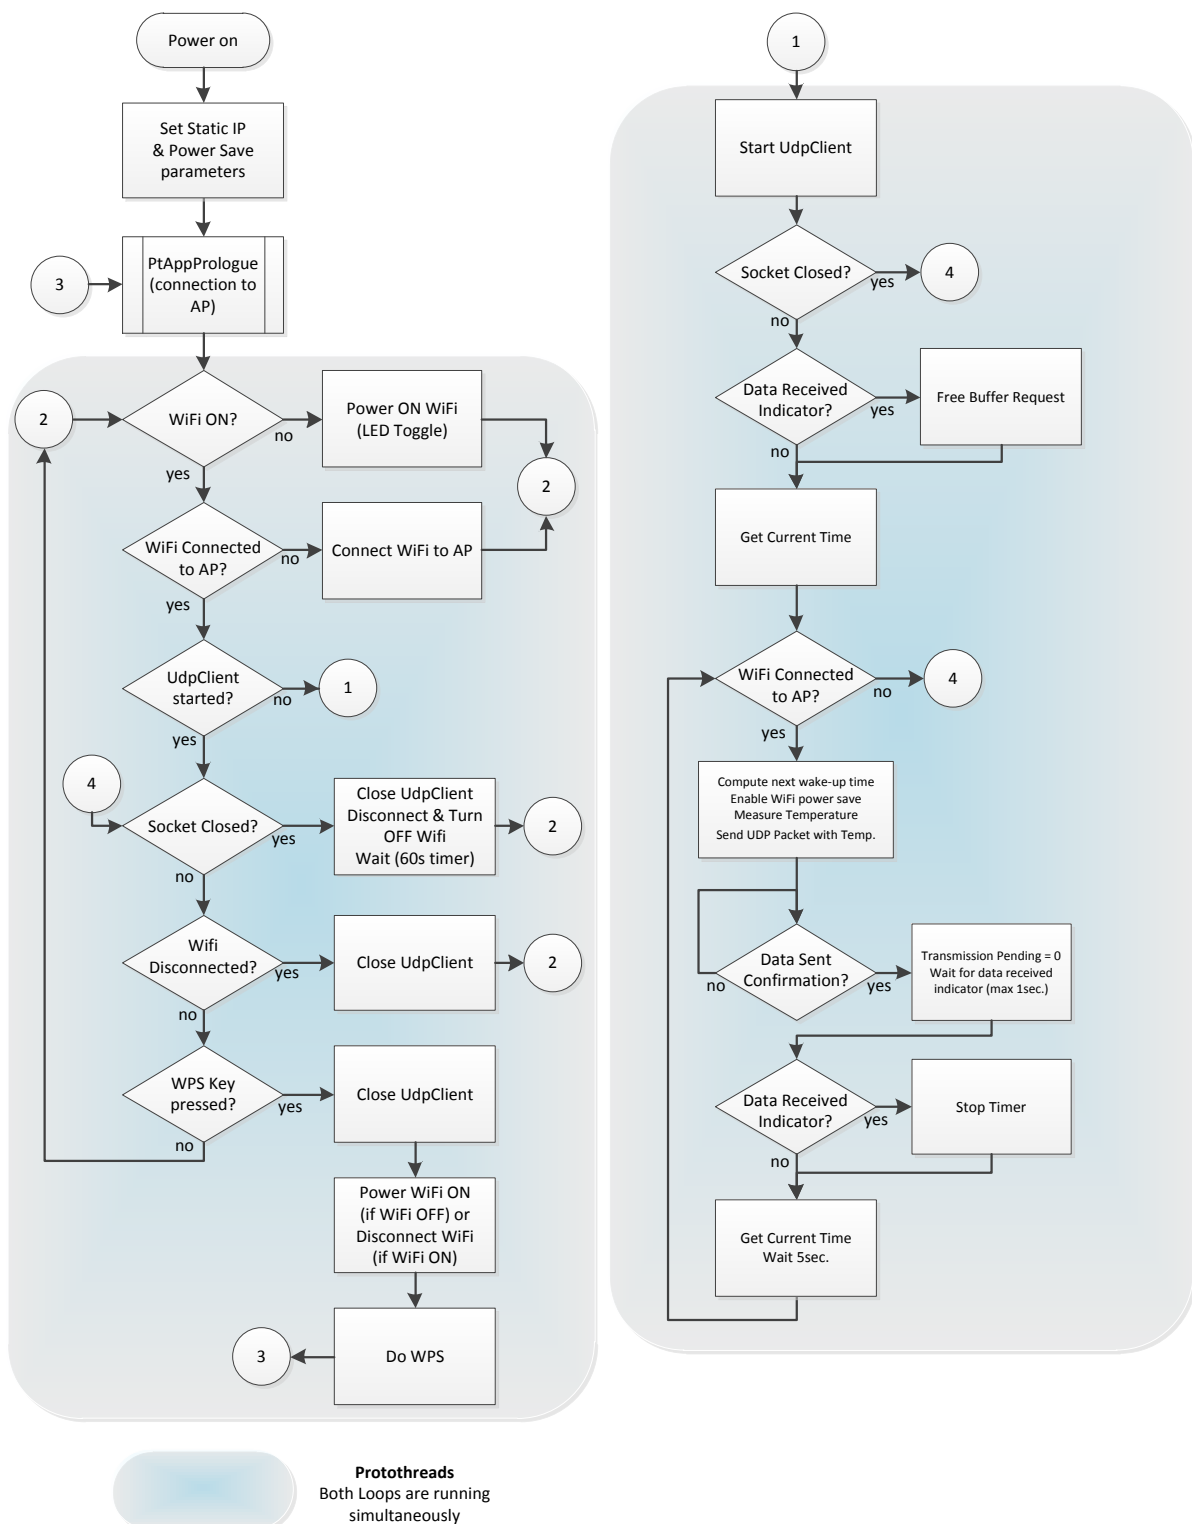 Power on
Set Static IP
& Power Save
parameters
3
PtAppPrologue
(connection to
AP)
2
WiFi ON?
no
yes
Power ON WiFi
(LED Toggle)
2
WiFi Connected
to AP?
no
yes
Connect WiFi to AP
UdpClient
started?
no
yes
1
4
Socket Closed?
yes
no
Close UdpClient
Disconnect & Turn
OFF Wifi
Wait (60s timer)
2
Wifi
Disconnected?
yes
no
Close UdpClient
2
WPS Key
pressed?
yes
no
Close UdpClient
Power WiFi ON
(if WiFi OFF) or
Disconnect WiFi
(if WiFi ON)
Do WPS
3
1
Start UdpClient
Socket Closed?
yes
no
4
Data Received
Indicator?
yes
no
Free Buffer Request
Get Current Time
WiFi Connected
to AP?
no
yes
4
Compute next wake-up time
Enable WiFi power save
Measure Temperature
Send UDP Packet with Temp.
Data Sent
Confirmation?
no
yes
Transmission Pending = 0
Wait for data received
indicator (max 1sec.)
Data Received
Indicator?
yes
no
Stop Timer
Get Current Time
Wait 5sec.
Protothreads
Both Loops are running
simultaneously